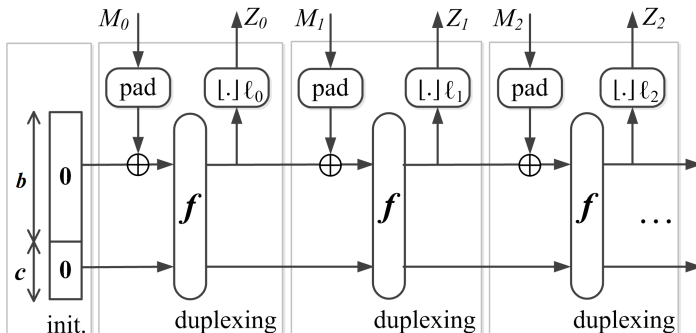 M₀ Z₀ M₁ Z₁ M₂ Z₂
pad ⌊.⌋ℓ₀ pad ⌊.⌋ℓ₁ pad ⌊.⌋ℓ₂
b 0 f f f ...
c 0
init. duplexing duplexing duplexing